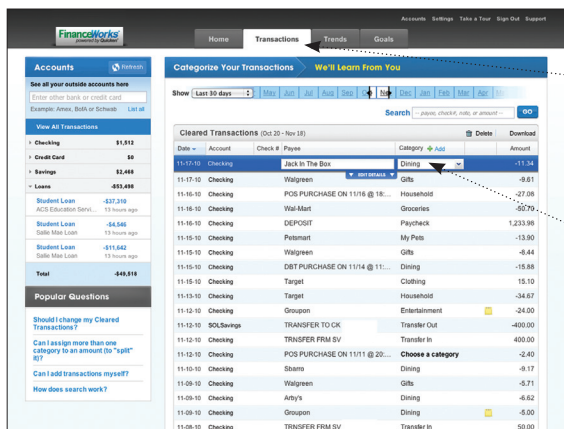 Accounts Settings Take a Tour Sign Out Support
FinanceWorks
powered by Quicken
Home Transactions Trends Goals
Accounts Refresh
See all your outside accounts here
Enter other bank or credit card
Example: Amex, BofA or Schwab List all
View All Transactions
Checking $1,512
Credit Card $0
Savings $2,468
Loans -$53,498
Student Loan -$37,310
ACS Education Servi... 13 hours ago
Student Loan -$4,546
Sallie Mae Loan 13 hours ago
Student Loan -$11,642
Sallie Mae Loan 13 hours ago
Total -$49,518
Popular Questions
Should I change my Cleared
Transactions?
Can I assign more than one
category to an amount (to "split"
it)?
Can I add transactions myself?
How does search work?
Categorize Your Transactions We'll Learn From You
Show Last 30 days May Jun Jul Aug Sep Dec Jan Feb Mar Apr
Search -- payee, check#, note, or amount -- GO
Cleared Transactions (Oct 20 - Nov 18) Delete Download
Date Account Check # Payee Category Add Amount
11-17-10 Checking Jack In The Box Dining -11.34
EDIT DETAILS
11-17-10 Checking Walgreen Gifts -9.61
11-16-10 Checking POS PURCHASE ON 11/16 @ 18:... Household -27.08
11-16-10 Checking Wal-Mart Groceries -50.79
11-16-10 Checking DEPOSIT Paycheck 1,233.98
11-15-10 Checking Petsmart My Pets -13.90
11-15-10 Checking Walgreen Gifts -8.44
11-15-10 Checking DBT PURCHASE ON 11/14 @ 11:... Dining -15.88
11-15-10 Checking Target Clothing 15.10
11-13-10 Checking Target Household -34.67
11-12-10 Checking Groupon Entertainment -24.00
11-12-10 SOLSavings TRANSFER TO CK Transfer Out -400.00
11-12-10 Checking TRNSFER FRM SV Transfer In 400.00
11-12-10 Checking POS PURCHASE ON 11/11 @ 20:... Choose a category -2.40
11-10-10 Checking Sbarro Dining -9.17
11-09-10 Checking Walgreen Gifts -5.71
11-09-10 Checking Arby's Dining -6.62
11-09-10 Checking Groupon Dining -5.00
11-08-10 Checking TRNSFER FRM SV Transfer In 50.00